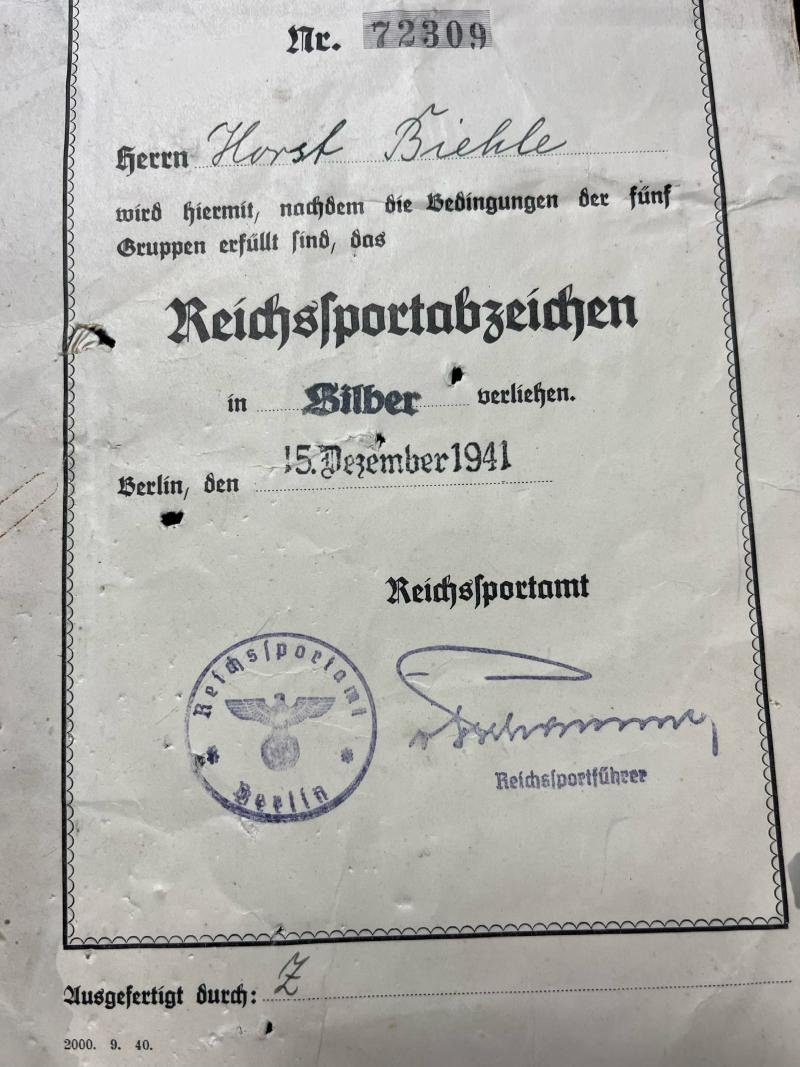 Nr. 72309
Herrn Horst Biehle
wird hiermit, nachdem die Bedingungen der fünf
Gruppen erfüllt sind, das
Reichssportabzeichen
in Silber verliehen.
Berlin, den 15. Dezember 1941
Reichssportamt
Reichssportamt
Berlin
Reichssportführer
Ausgefertigt durch: Z
2000. 9. 40.